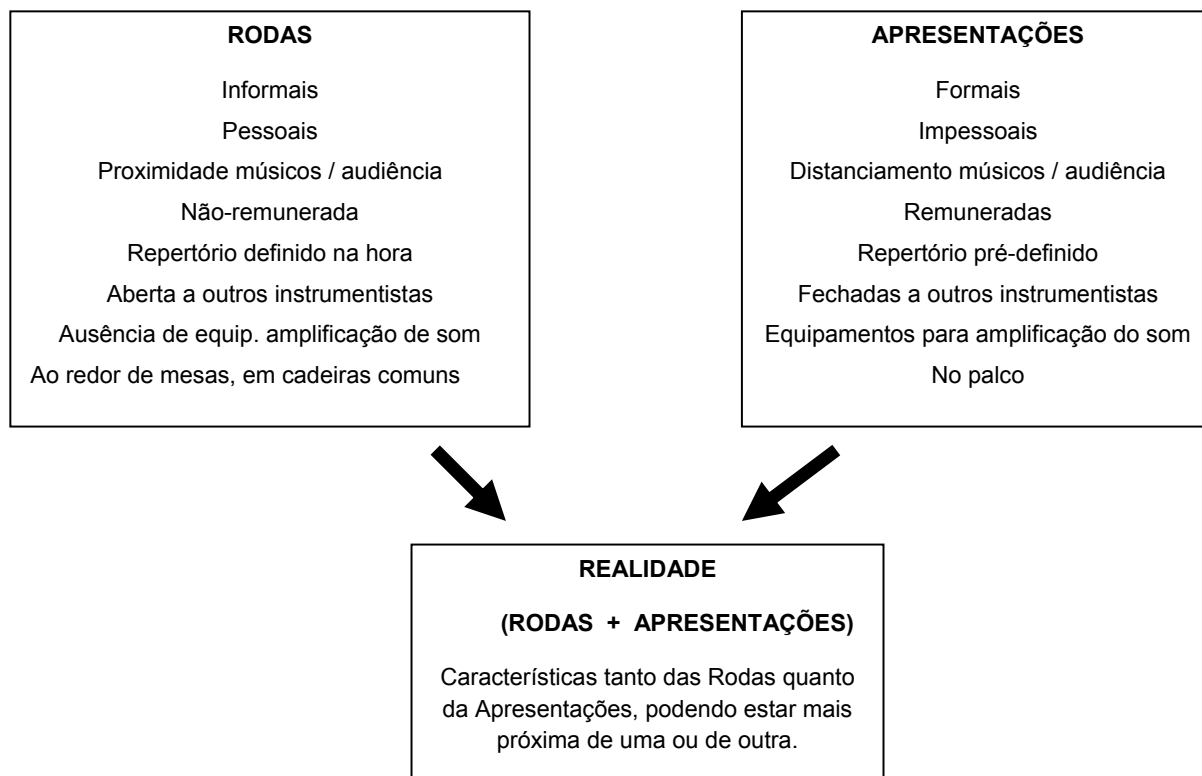 RODAS
Informais
Pessoais
Proximidade músicos / audiência
Não-remunerada
Repertório definido na hora
Aberta a outros instrumentistas
Ausência de equip. amplificação de som
Ao redor de mesas, em cadeiras comuns
APRESENTAÇÕES
Formais
Impessoais
Distanciamento músicos / audiência
Remuneradas
Repertório pré-definido
Fechadas a outros instrumentistas
Equipamentos para amplificação do som
No palco
REALIDADE
(RODAS + APRESENTAÇÕES)
Características tanto das Rodas quanto
da Apresentações, podendo estar mais
próxima de uma ou de outra.